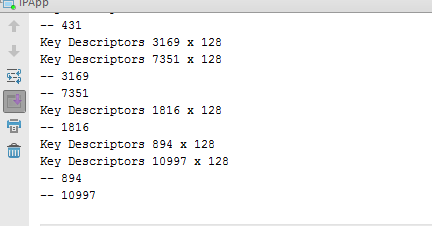 IPApp
-- 431
Key Descriptors 3169 x 128
Key Descriptors 7351 x 128
-- 3169
-- 7351
Key Descriptors 1816 x 128
-- 1816
Key Descriptors 894 x 128
Key Descriptors 10997 x 128
-- 894
-- 10997